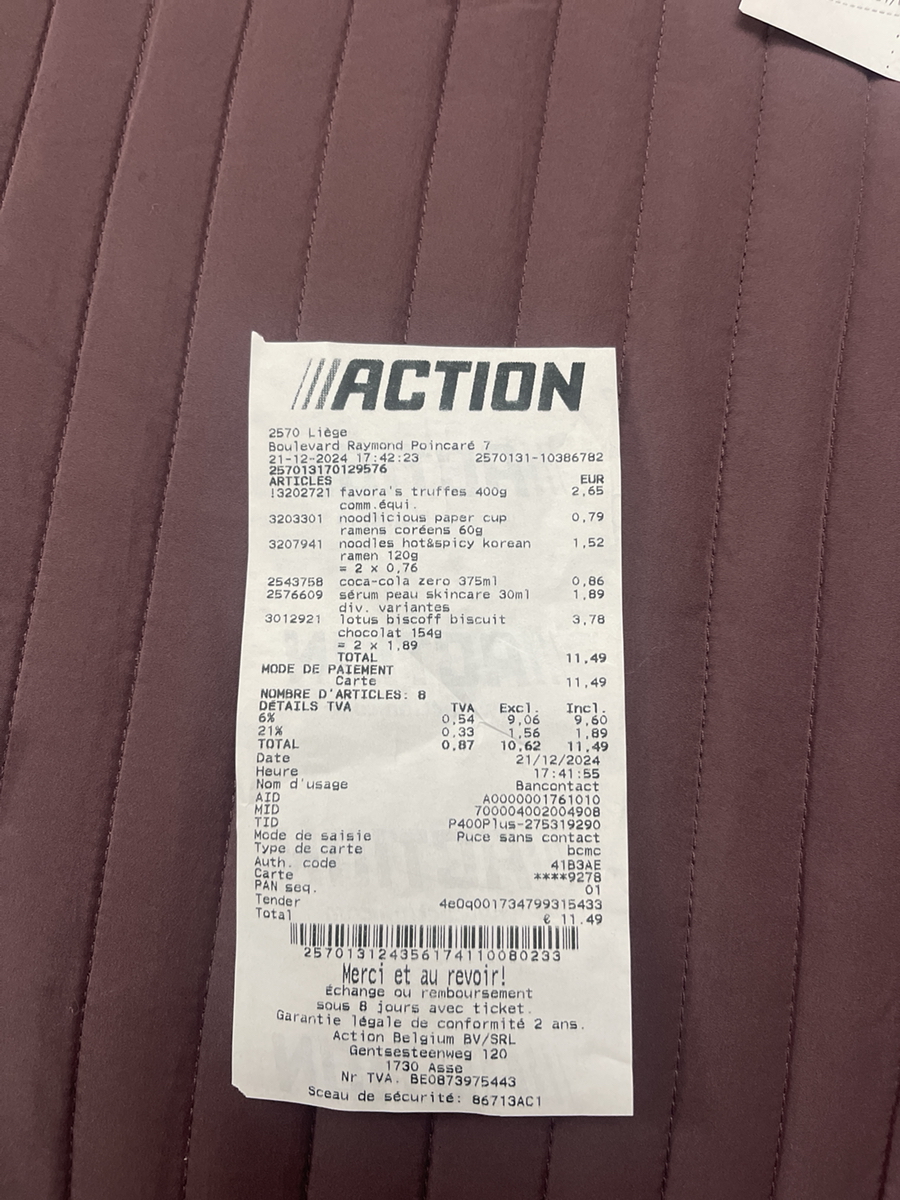 ACTION
2570 Liège
Boulevard Raymond Poincaré 7
21-12-2024 17:42:23 2570131-10386782
257013170129576
ARTICLES EUR
!3202721 favora's truffes 400g 2,65
comm.équi.
3203301 noodlicious paper cup 0,79
ramens coréens 60g
3207941 noodles hot&spicy korean 1,52
ramen 120g
= 2 x 0,76
2543758 coca-cola zero 375ml 0,86
2576609 sérum peau skincare 30ml 1,89
div. variantes
3012921 lotus biscoff biscuit 3,78
chocolat 154g
= 2 x 1,89
TOTAL 11,49
MODE DE PAIEMENT
Carte 11,49
NOMBRE D'ARTICLES: 8
DÉTAILS TVA TVA Excl. Incl.
6% 0,54 9,06 9,60
21% 0,33 1,56 1,89
TOTAL 0,87 10,62 11,49
Date 21/12/2024
Heure 17:41:55
Nom d'usage Bancontact
AID A0000001761010
MID 700004002004908
TID P400Plus-275319290
Mode de saisie Puce sans contact
Type de carte bcmc
Auth. code 41B3AE
Carte ****9278
PAN seq. 01
Tender 4e0q001734799315433
Total € 11.49
257013124356174110080233
Merci et au revoir!
Échange ou remboursement
sous 8 jours avec ticket.
Garantie légale de conformité 2 ans.
Action Belgium BV/SRL
Gentsesteenweg 120
1730 Asse
Nr TVA. BE0873975443
Sceau de sécurité: 86713AC1